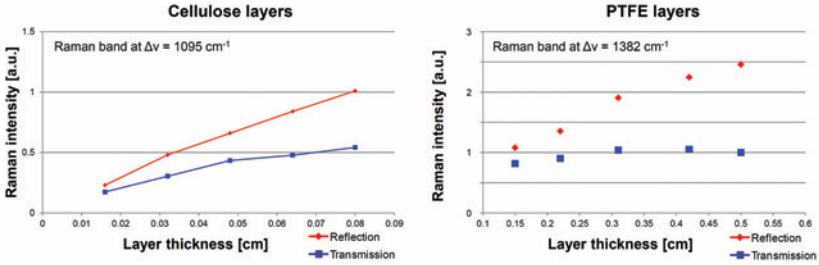 Cellulose layers
Raman intensity [a.u.]
1.5
1
0.5
0
Raman band at Δv = 1095 cm⁻¹
0 0.01 0.02 0.03 0.04 0.05 0.06 0.07 0.08 0.09
Layer thickness [cm]
Reflection
Transmission
PTFE layers
Raman intensity [a.u.]
3
2
1
0
Raman band at Δv = 1382 cm⁻¹
0.1 0.15 0.2 0.25 0.3 0.35 0.4 0.45 0.5 0.55 0.6
Layer thickness [cm]
Reflection
Transmission